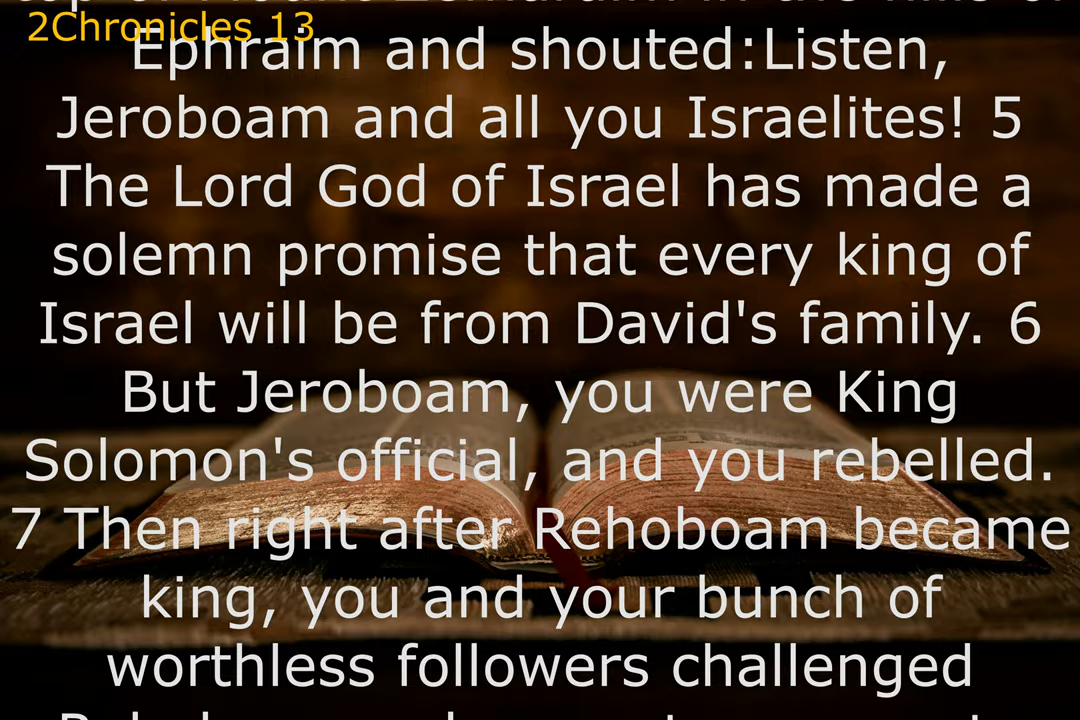 2Chronicles 13
Ephraim and shouted:Listen,
Jeroboam and all you Israelites! 5
The Lord God of Israel has made a
solemn promise that every king of
Israel will be from David's family. 6
But Jeroboam, you were King
Solomon's official, and you rebelled.
7 Then right after Rehoboam became
king, you and your bunch of
worthless followers challenged